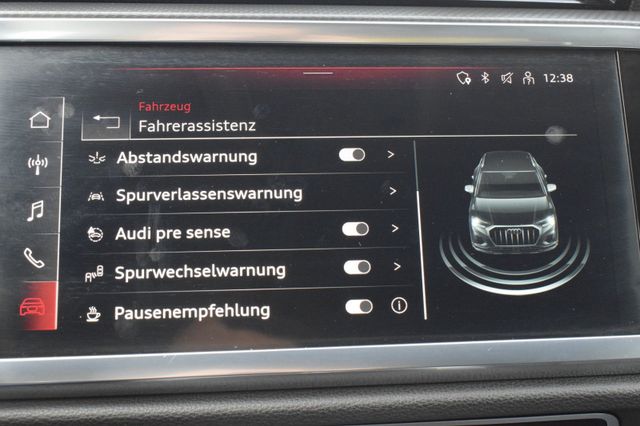 12:38
Fahrzeug
Fahrerassistenz
Abstandswarnung
Spurverlassenswarnung
Audi pre sense
Spurwechselwarnung
Pausenempfehlung